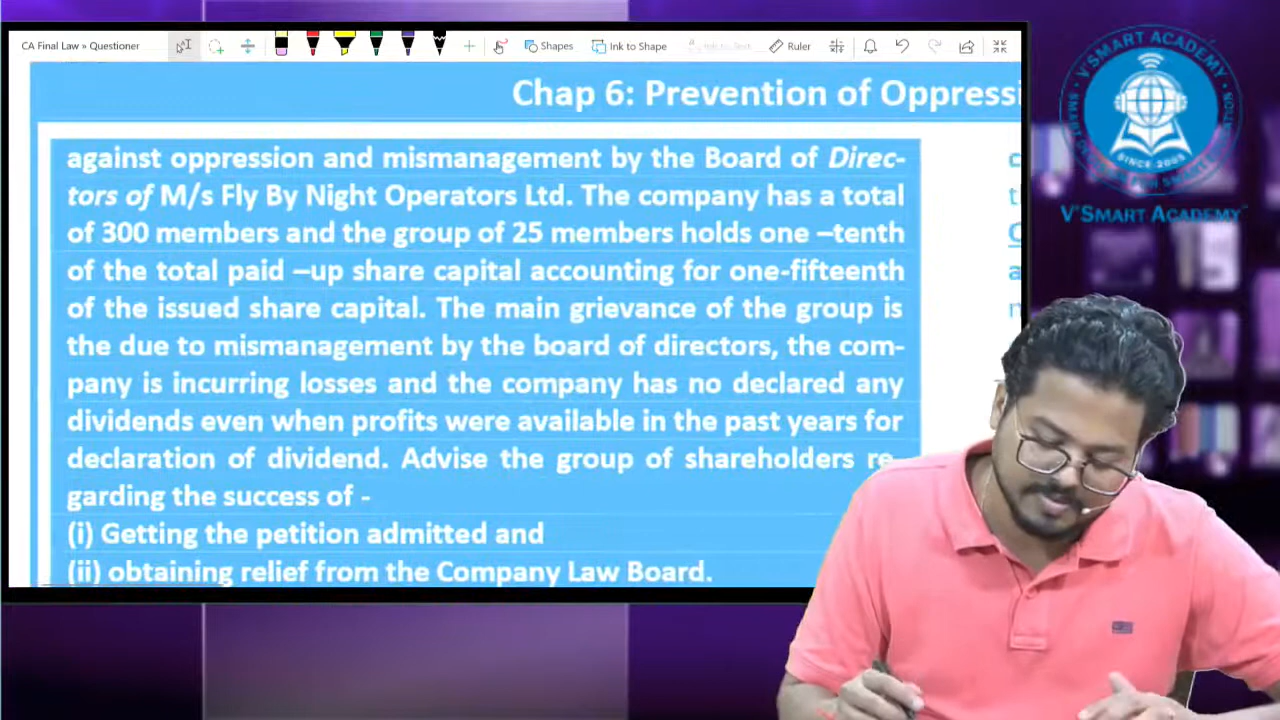 CA Final Law » Questioner
Shapes
Ink to Shape
Ink to Text
Ruler
Chap 6: Prevention of Oppressi
against oppression and mismanagement by the Board of Direc-
tors of M/s Fly By Night Operators Ltd. The company has a total
of 300 members and the group of 25 members holds one –tenth
of the total paid –up share capital accounting for one-fifteenth
of the issued share capital. The main grievance of the group is
the due to mismanagement by the board of directors, the com-
pany is incurring losses and the company has no declared any
dividends even when profits were available in the past years for
declaration of dividend. Advise the group of shareholders re-
garding the success of -
(i) Getting the petition admitted and
(ii) obtaining relief from the Company Law Board.
V'SMART ACADEMY
SINCE 2005
V'SMART ACADEMY